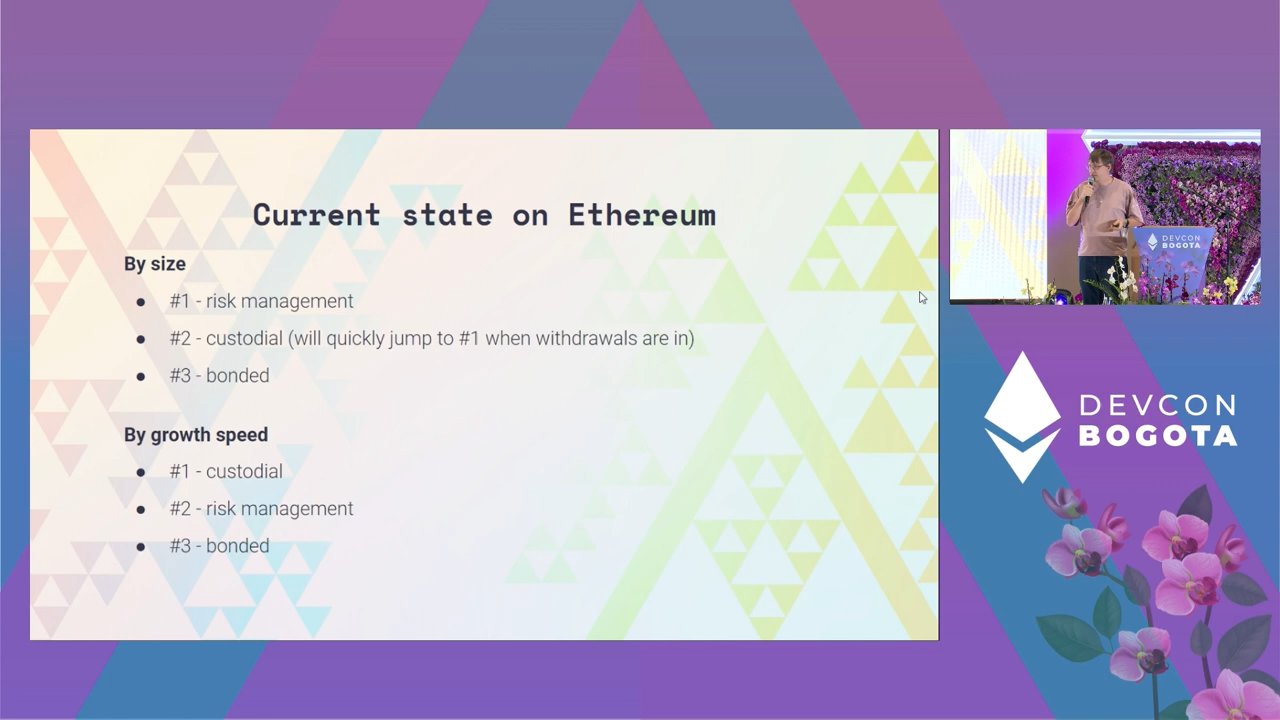 Current state on Ethereum
By size
● #1 - risk management
● #2 - custodial (will quickly jump to #1 when withdrawals are in)
● #3 - bonded
By growth speed
● #1 - custodial
● #2 - risk management
● #3 - bonded
DEVCON
BOGOTA
DEVCON
BOGOTA